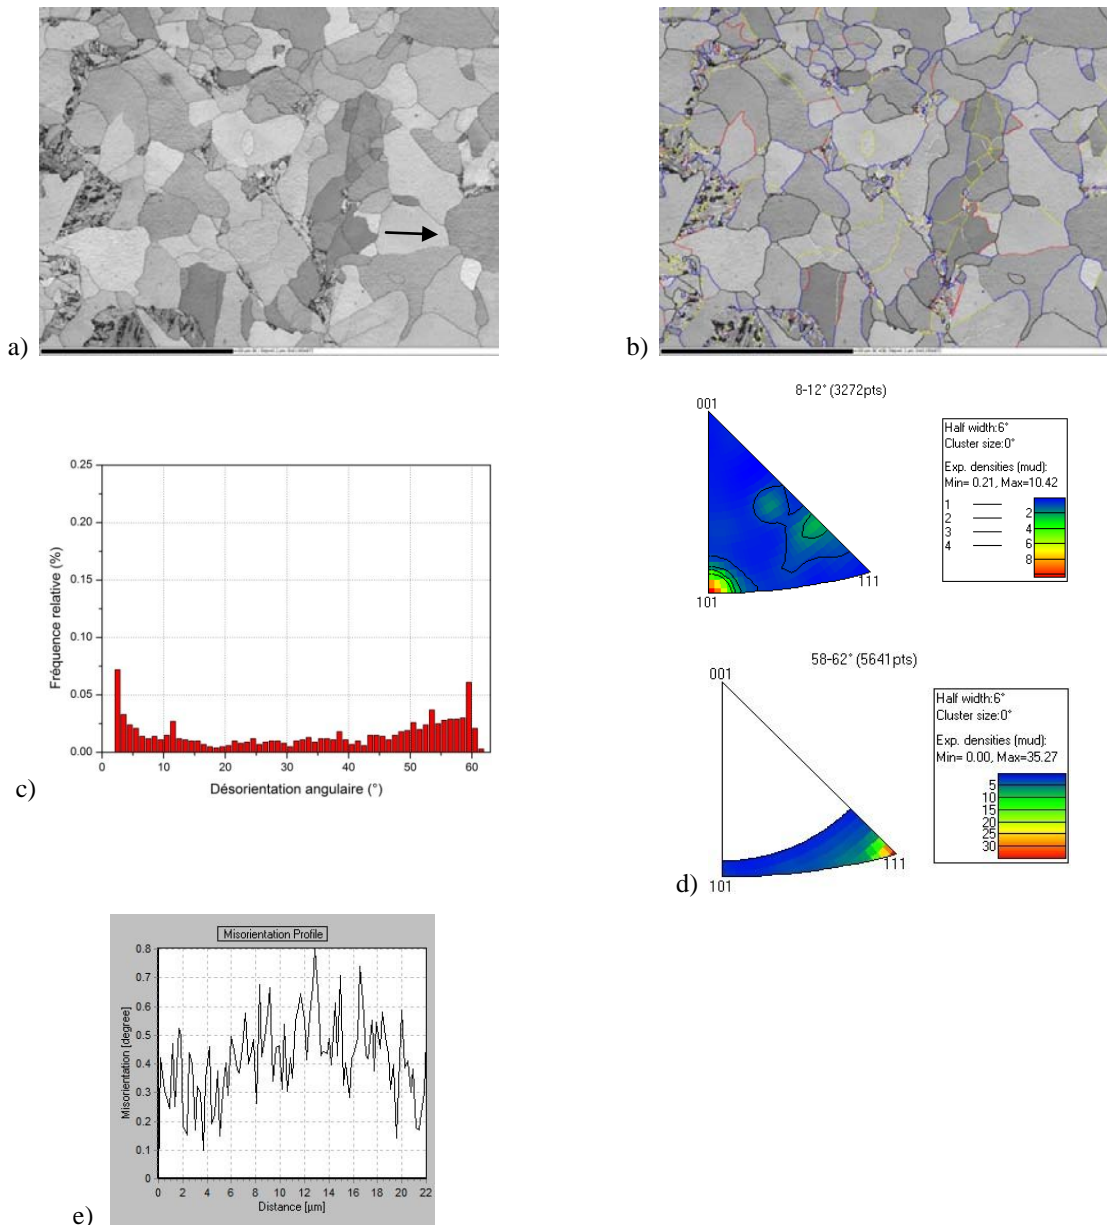 a)
b)
0.25
0.20
0.15
0.10
0.05
0.00
0
10
20
30
40
50
60
Fréquence relative (%)
Désorientation angulaire (°)
c)
8-12° (3272pts)
001
101
111
Half width:6°
Cluster size:0°
Exp. densities (mud):
Min= 0.21, Max=10.42
1
2
3
4
2
4
6
8
58-62° (5641pts)
001
101
111
Half width:6°
Cluster size:0°
Exp. densities (mud):
Min= 0.00, Max=35.27
5
10
15
20
25
30
d)
Misorientation Profile
0.8
0.7
0.6
0.5
0.4
0.3
0.2
0.1
0
0
2
4
6
8
10
12
14
16
18
20
22
Misorientation [degree]
Distance [µm]
e)